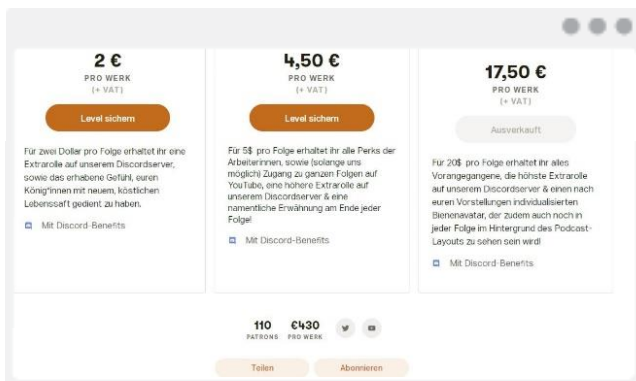 2 €
PRO WERK
(+ VAT)
Level sichern
Für zwei Dollar pro Folge erhaltet ihr eine
Extrarolle auf unserem Discordserver,
sowie das erhabene Gefühl, euren
König*innen mit neuem, köstlichen
Lebenssaft gedient zu haben.
Mit Discord-Benefits
4,50 €
PRO WERK
(+ VAT)
Level sichern
Für 5$ pro Folge erhaltet ihr alle Perks der
Arbeiterinnen, sowie (solange uns
möglich) Zugang zu ganzen Folgen auf
YouTube, eine höhere Extrarolle auf
unserem Discordserver & eine
namentliche Erwähnung am Ende jeder
Folge!
Mit Discord-Benefits
17,50 €
PRO WERK
(+ VAT)
Ausverkauft
Für 20$ pro Folge erhaltet ihr alles
Vorangegangene, die höchste Extrarolle
auf unserem Discordserver & einen nach
euren Vorstellungen individualisierten
Bienenavatar, der zudem auch noch in
jeder Folge im Hintergrund des Podcast-
Layouts zu sehen sein wird!
Mit Discord-Benefits
110 €430
PATRONS PRO WERK
Teilen Abonnieren